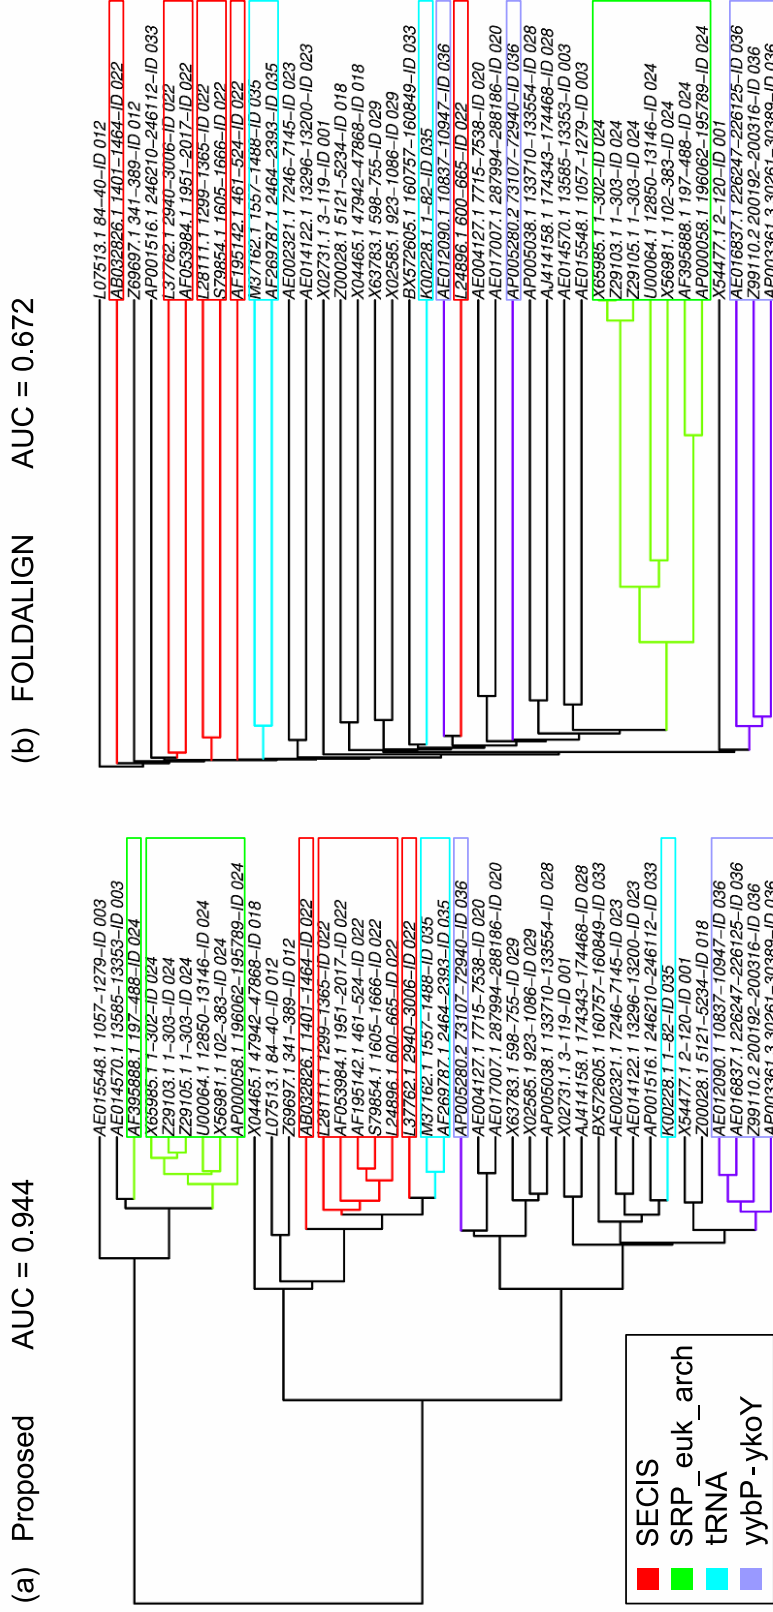 (a) Proposed AUC = 0.944
AE015548.1 1057-1279-ID 003
AE014570.1 13585-13353-ID 003
AF395888.1 197-488-ID 024
X65985.1 1-302-ID 024
Z29103.1 1-303-ID 024
Z29105.1 1-303-ID 024
U00064.1 12850-13146-ID 024
X56981.1 102-383-ID 024
AP000058.1 196062-195789-ID 024
X04465.1 47942-47868-ID 018
L07513.1 84-40-ID 012
Z69697.1 341-389-ID 012
AB032826.1 1401-1464-ID 022
L28111.1 1299-1365-ID 022
AF053984.1 1951-2017-ID 022
AF195142.1 461-524-ID 022
S79854.1 1605-1666-ID 022
L24896.1 600-665-ID 022
L37762.1 2940-3006-ID 022
M37162.1 1557-1488-ID 035
AF269787.1 2464-2393-ID 035
AP005280.2 73107-72940-ID 036
AE004127.1 7715-7538-ID 020
AE017007.1 287994-288186-ID 020
X63783.1 598-755-ID 029
X02585.1 923-1086-ID 029
AP005038.1 133710-133554-ID 028
X02731.1 3-119-ID 001
AJ414158.1 174343-174468-ID 028
BX572605.1 160757-160849-ID 033
AE002321.1 7246-7145-ID 023
AE014122.1 13296-13200-ID 023
AP001516.1 246210-246112-ID 033
K00228.1 1-82-ID 035
X54477.1 2-120-ID 001
Z00028.1 5121-5234-ID 018
AE012090.1 10837-10947-ID 036
AE016837.1 226247-226125-ID 036
Z99110.2 200192-200316-ID 036
AP003361.3 30261-30389-ID 036
SECIS
SRP_euk_arch
tRNA
yybP-ykoY
(b) FOLDALIGN AUC = 0.672
L07513.1 84-40-ID 012
AB032826.1 1401-1464-ID 022
Z69697.1 341-389-ID 012
AP001516.1 246210-246112-ID 033
L37762.1 2940-3006-ID 022
AF053984.1 1951-2017-ID 022
L28111.1 1299-1365-ID 022
S79854.1 1605-1666-ID 022
AF195142.1 461-524-ID 022
M37162.1 1557-1488-ID 035
AF269787.1 2464-2393-ID 035
AE002321.1 7246-7145-ID 023
AE014122.1 13296-13200-ID 023
X02731.1 3-119-ID 001
Z00028.1 5121-5234-ID 018
X04465.1 47942-47868-ID 018
X63783.1 598-755-ID 029
X02585.1 923-1086-ID 029
BX572605.1 160757-160849-ID 033
K00228.1 1-82-ID 035
AE012090.1 10837-10947-ID 036
L24896.1 600-665-ID 022
AE004127.1 7715-7538-ID 020
AE017007.1 287994-288186-ID 020
AP005280.2 73107-72940-ID 036
AP005038.1 133710-133554-ID 028
AJ414158.1 174343-174468-ID 028
AE014570.1 13585-13353-ID 003
AE015548.1 1057-1279-ID 003
X65985.1 1-302-ID 024
Z29103.1 1-303-ID 024
Z29105.1 1-303-ID 024
U00064.1 12850-13146-ID 024
X56981.1 102-383-ID 024
AF395888.1 197-488-ID 024
AP000058.1 196062-195789-ID 024
X54477.1 2-120-ID 001
AE016837.1 226247-226125-ID 036
Z99110.2 200192-200316-ID 036
AP003361.3 30261-30389-ID 036